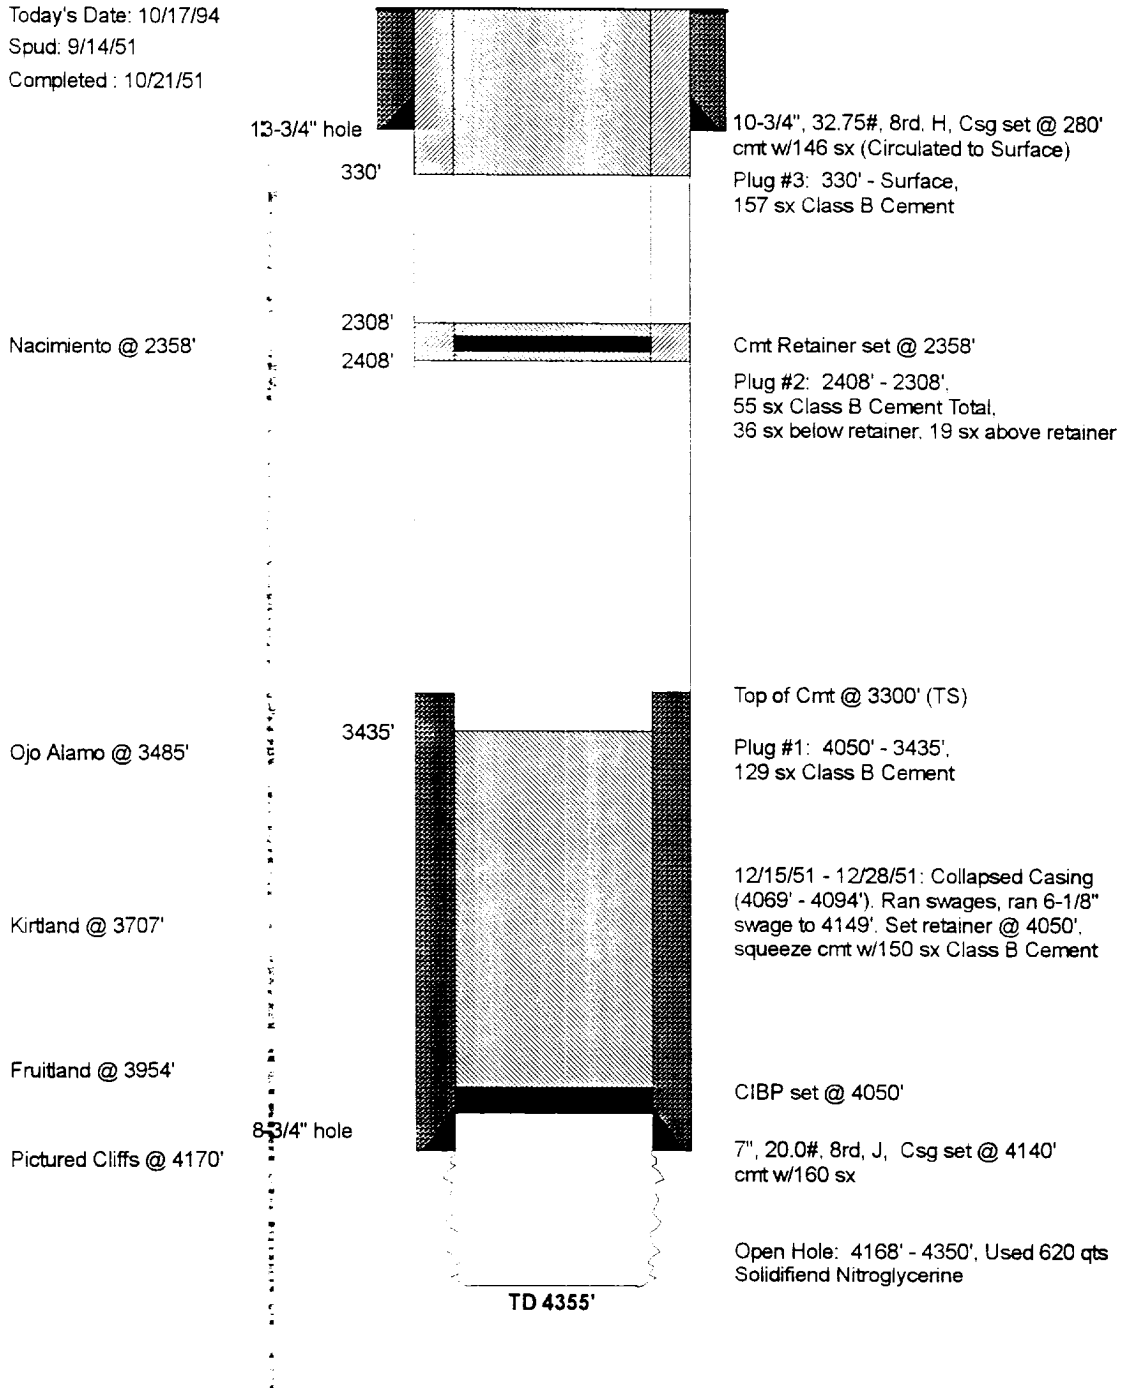 Today's Date: 10/17/94
Spud: 9/14/51
Completed : 10/21/51
13-3/4" hole
10-3/4", 32.75#, 8rd, H, Csg set @ 280'
cmt w/146 sx (Circulated to Surface)
330'
Plug #3: 330' - Surface,
157 sx Class B Cement
2308'
Nacimiento @ 2358'
Cmt Retainer set @ 2358'
2408'
Plug #2: 2408' - 2308',
55 sx Class B Cement Total,
36 sx below retainer, 19 sx above retainer
Top of Cmt @ 3300' (TS)
3435'
Ojo Alamo @ 3485'
Plug #1: 4050' - 3435',
129 sx Class B Cement
12/15/51 - 12/28/51: Collapsed Casing
(4069' - 4094'). Ran swages, ran 6-1/8"
swage to 4149'. Set retainer @ 4050',
squeeze cmt w/150 sx Class B Cement
Kirtland @ 3707'
Fruitland @ 3954'
CIBP set @ 4050'
8-3/4" hole
Pictured Cliffs @ 4170'
7", 20.0#, 8rd, J, Csg set @ 4140'
cmt w/160 sx
Open Hole: 4168' - 4350', Used 620 qts
Solidifiend Nitroglycerine
TD 4355'